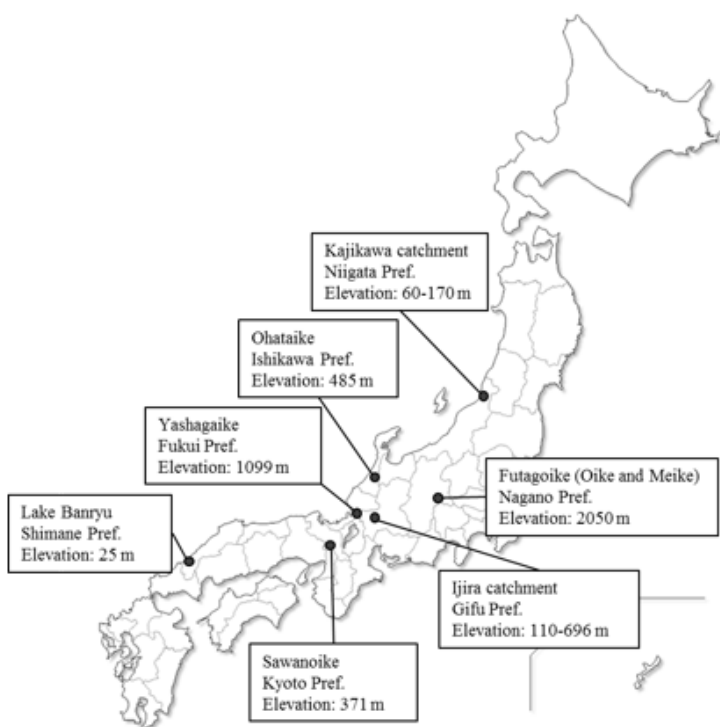 Kajikawa catchment
Niigata Pref.
Elevation: 60-170 m
Ohataike
Ishikawa Pref.
Elevation: 485 m
Yashagaike
Fukui Pref.
Elevation: 1099 m
Futagoike (Oike and Meike)
Nagano Pref.
Elevation: 2050 m
Lake Banryu
Shimane Pref.
Elevation: 25 m
Ijira catchment
Gifu Pref.
Elevation: 110-696 m
Sawanoike
Kyoto Pref.
Elevation: 371 m